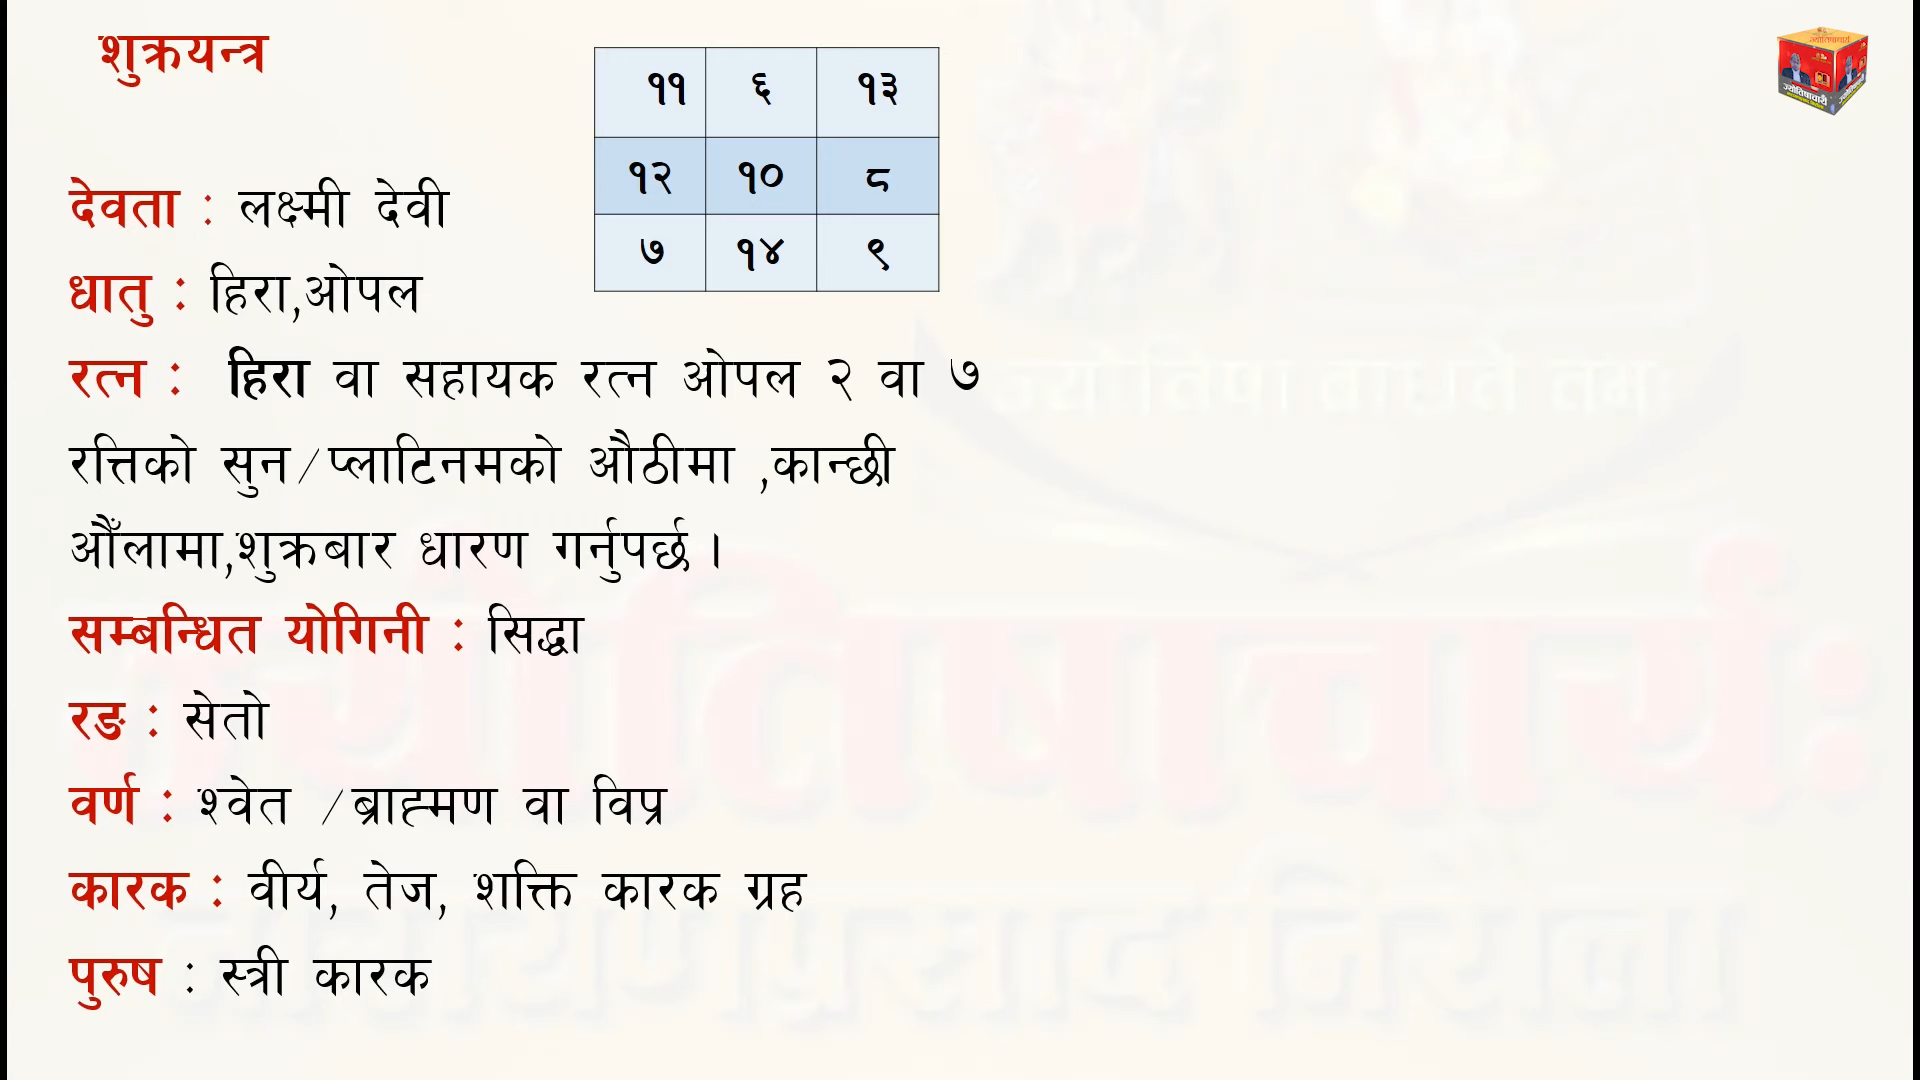 शुक्रयन्त्र
११ ६ १३
१२ १० ८
७ १४ ९
देवता : लक्ष्मी देवी
धातु : हिरा,ओपल
रत्न : हिरा वा सहायक रत्न ओपल २ वा ७
रत्तिको सुन/प्लाटिनमको औठीमा ,कान्छी
औँलामा,शुक्रबार धारण गर्नुपर्छ ।
सम्बन्धित योगिनी : सिद्धा
रङ : सेतो
वर्ण : श्वेत /ब्राह्मण वा विप्र
कारक : वीर्य, तेज, शक्ति कारक ग्रह
पुरुष : स्त्री कारक
ज्योतिषाचार्यः